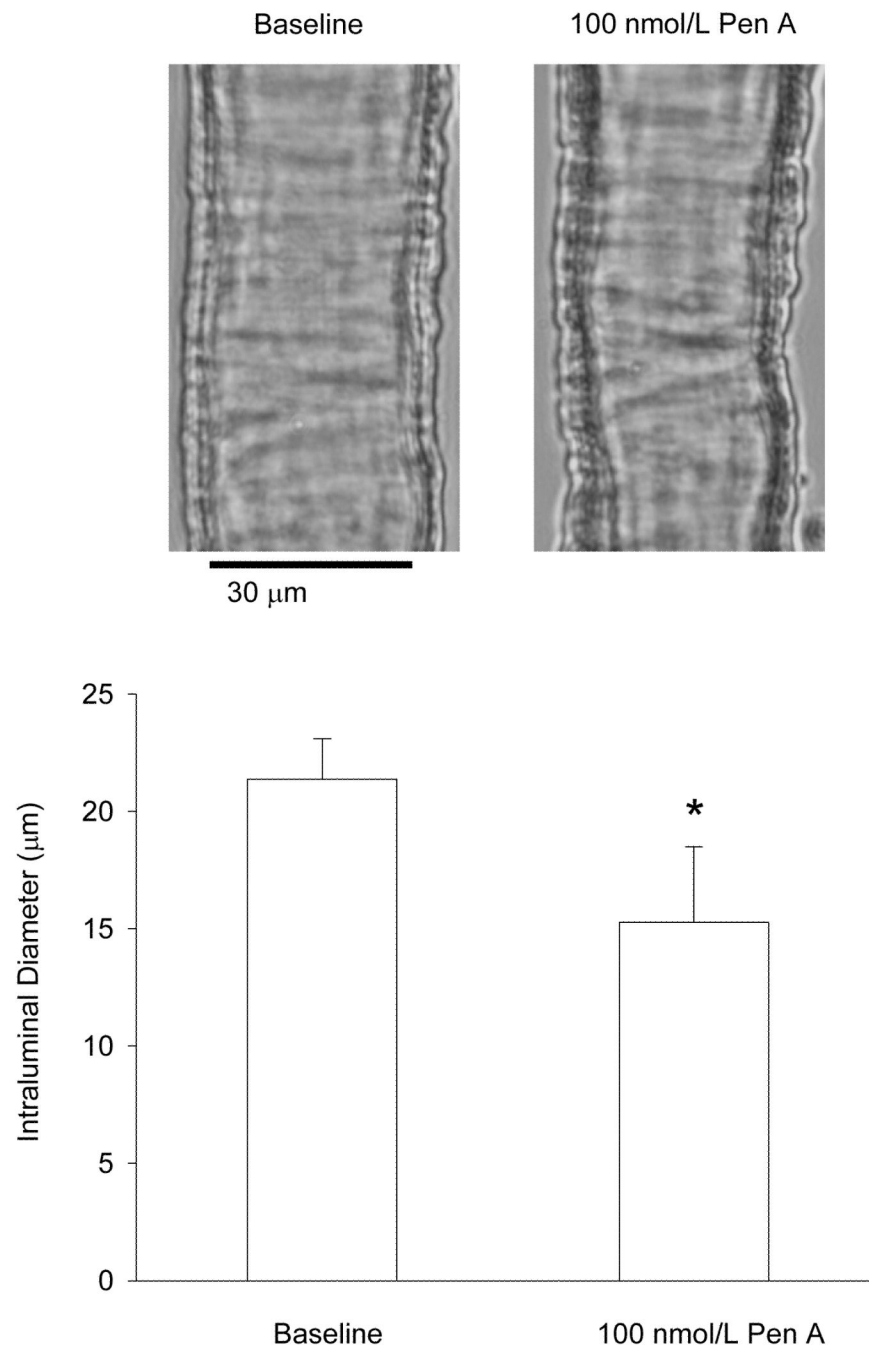 Baseline 100 nmol/L Pen A
30 μm
Intraluminal Diameter (μm)
25
20
15
10
5
0
*
Baseline 100 nmol/L Pen A